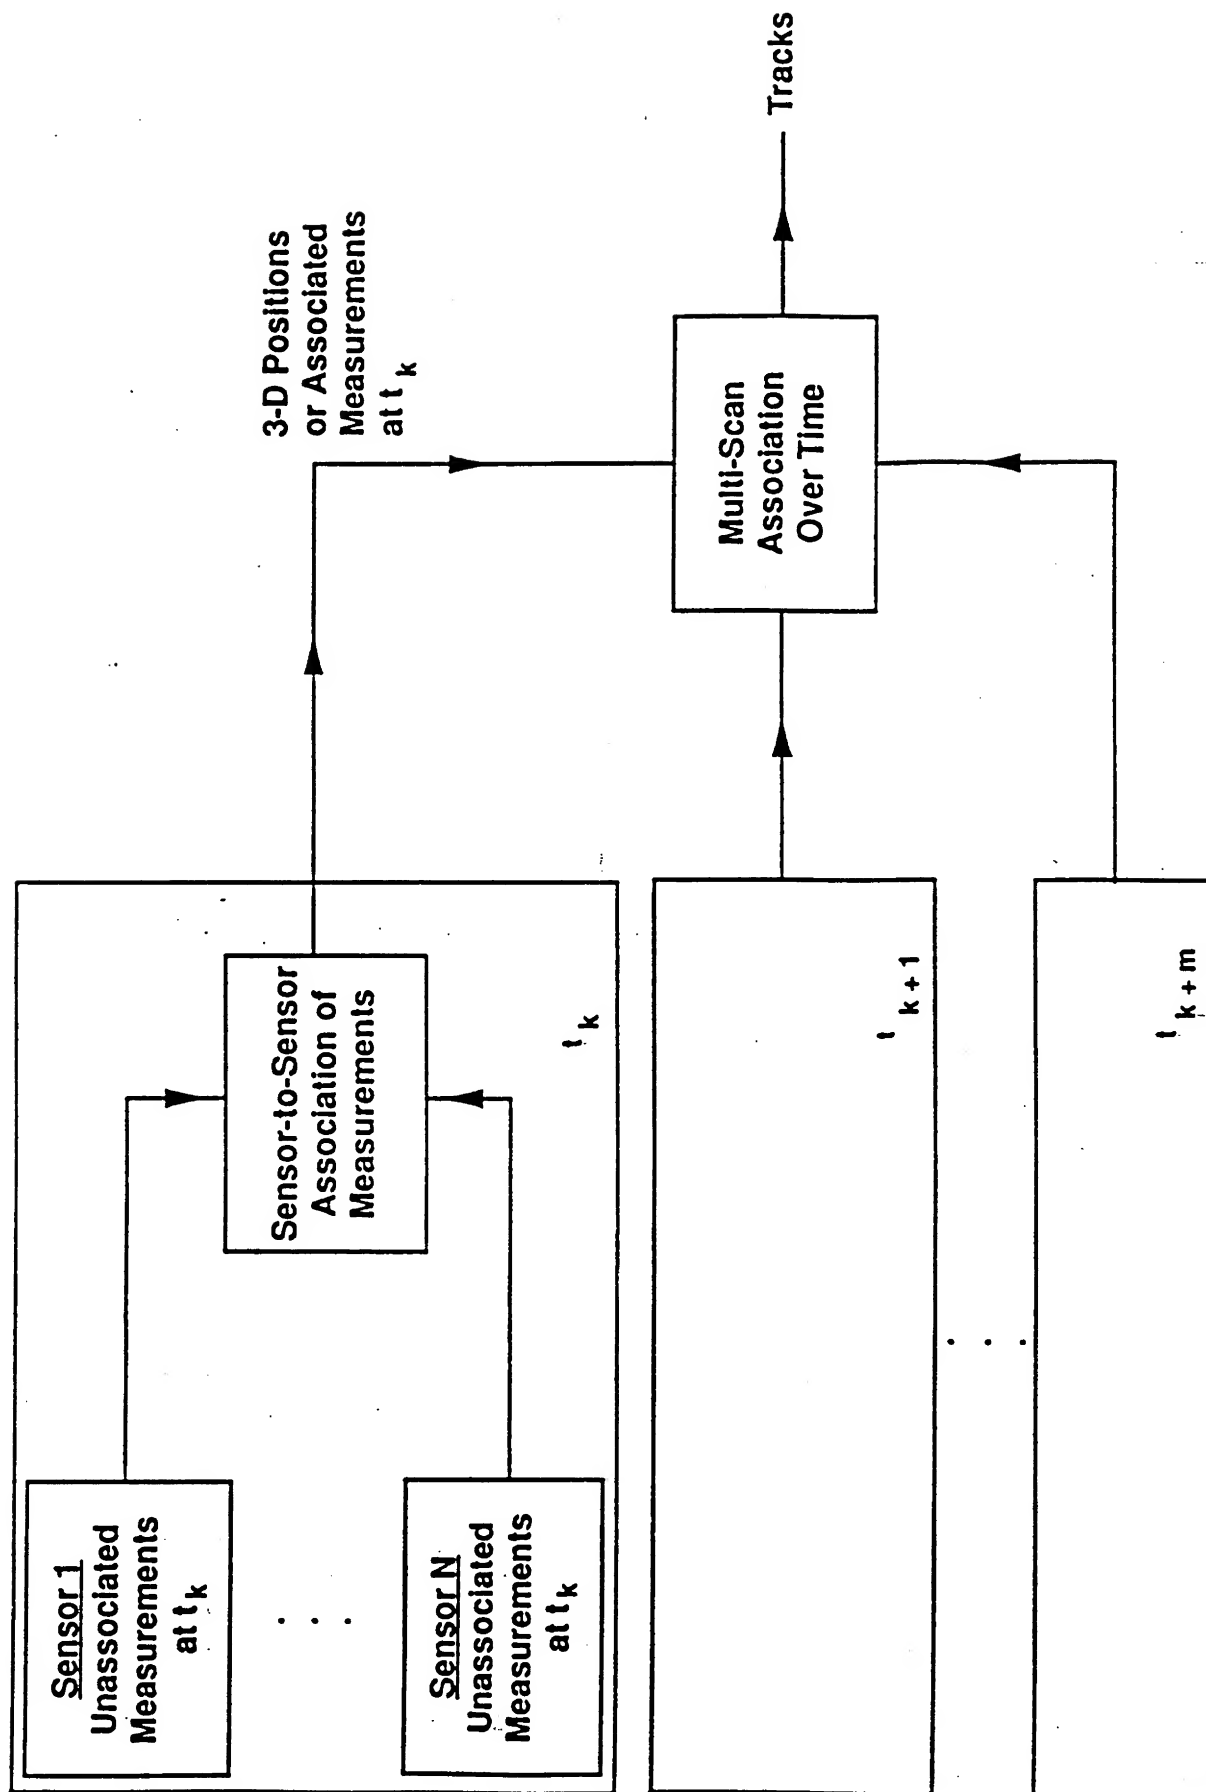 Sensor 1
Unassociated
Measurements
at t k
. . .
Sensor N
Unassociated
Measurements
at t k
Sensor-to-Sensor
Association of
Measurements
t k
3-D Positions
or Associated
Measurements
at t k
t k + 1
. . .
t k + m
Multi-Scan
Association
Over Time
Tracks